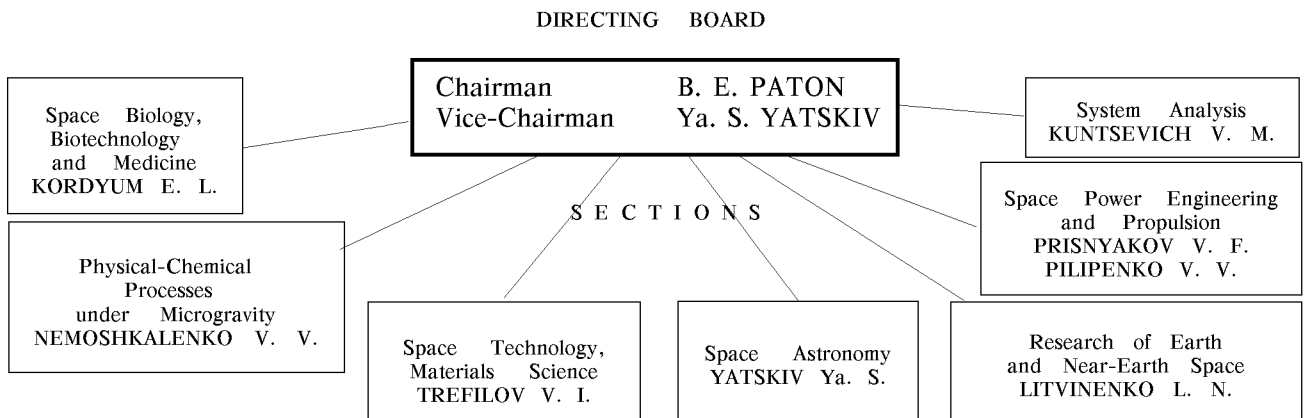 DIRECTING BOARD
Chairman B. E. PATON
Vice-Chairman Ya. S. YATSKIV
SECTIONS
Space Biology,
Biotechnology
and Medicine
KORDYUM E. L.
Physical-Chemical
Processes
under Microgravity
NEMOSHKALENKO V. V.
Space Technology,
Materials Science
TREFILOV V. I.
Space Astronomy
YATSKIV Ya. S.
System Analysis
KUNTSEVICH V. M.
Space Power Engineering
and Propulsion
PRISNYAKOV V. F.
PILIPENKO V. V.
Research of Earth
and Near-Earth Space
LITVINENKO L. N.